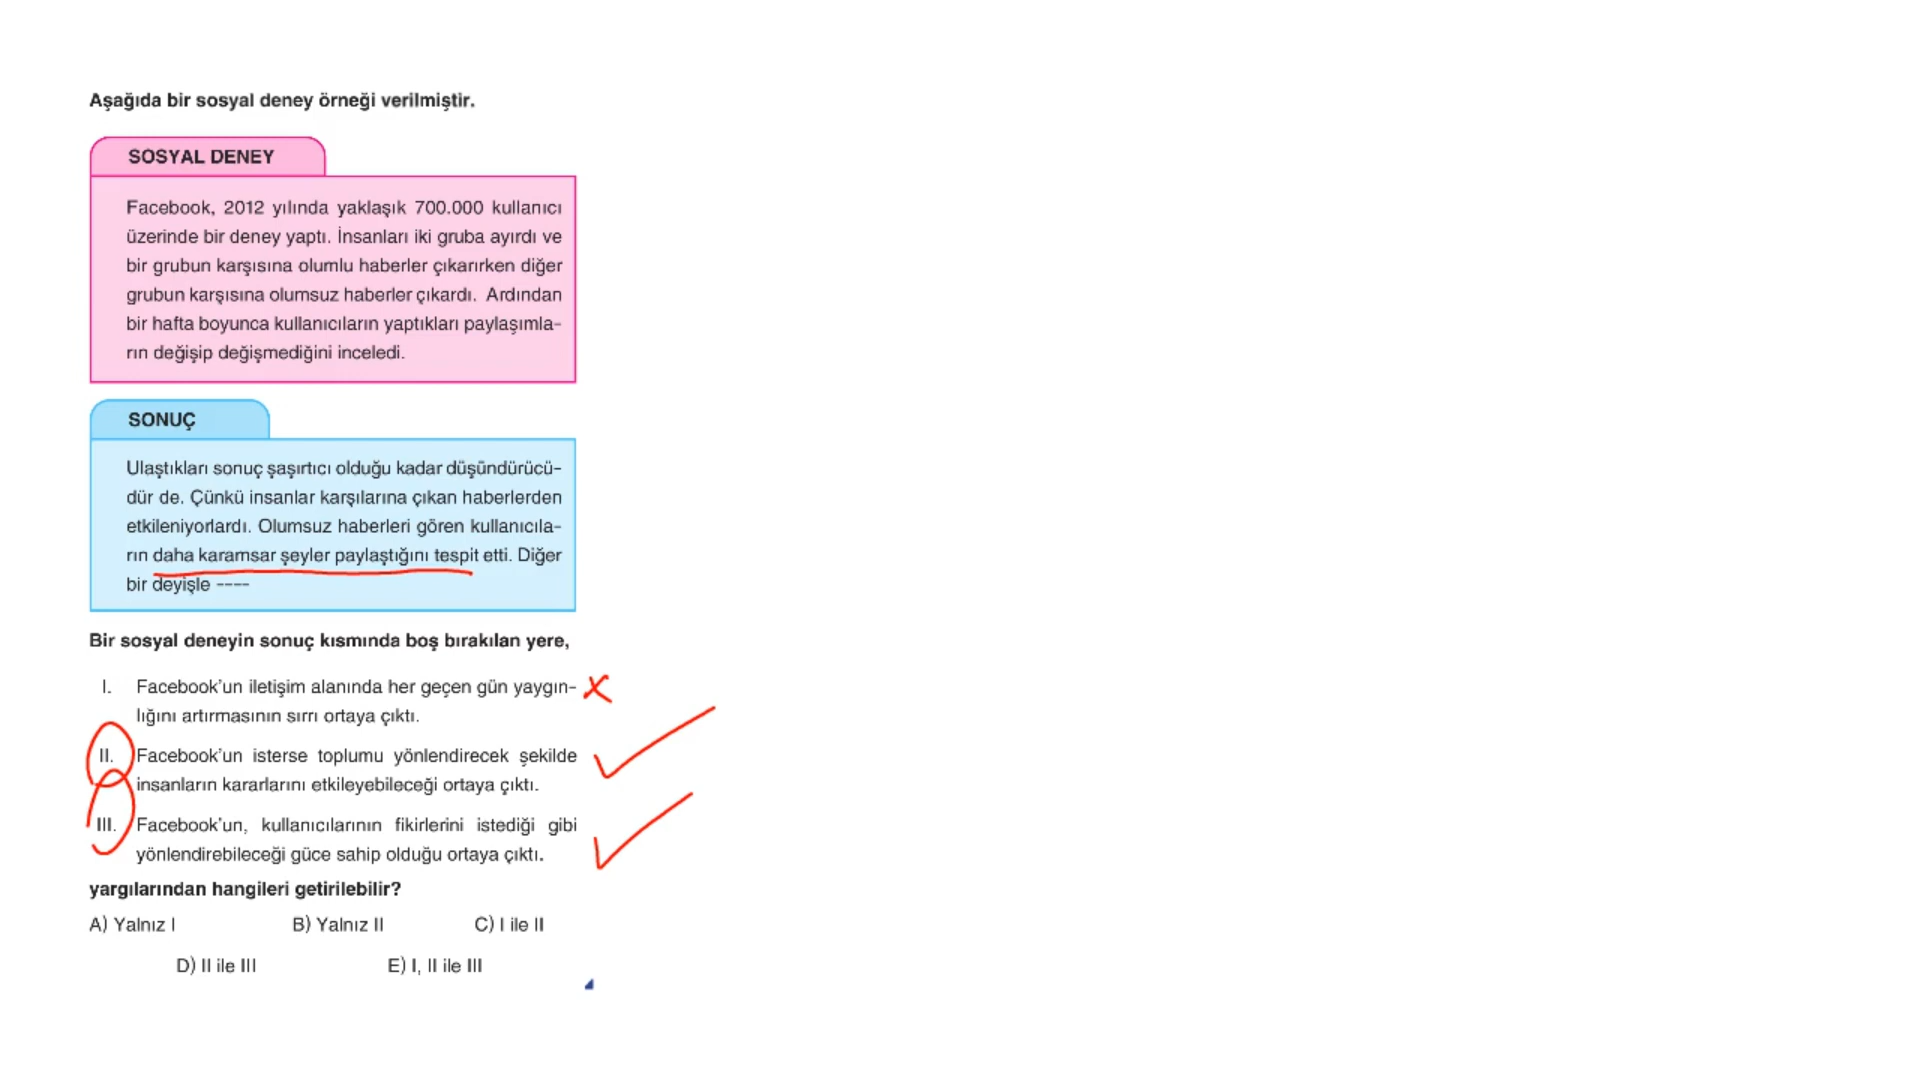 Aşağıda bir sosyal deney örneği verilmiştir.
SOSYAL DENEY
Facebook, 2012 yılında yaklaşık 700.000 kullanıcı
üzerinde bir deney yaptı. İnsanları iki gruba ayırdı ve
bir grubun karşısına olumlu haberler çıkarırken diğer
grubun karşısına olumsuz haberler çıkardı. Ardından
bir hafta boyunca kullanıcıların yaptıkları paylaşımla-
rın değişip değişmediğini inceledi.
SONUÇ
Ulaştıkları sonuç şaşırtıcı olduğu kadar düşündürücü-
dür de. Çünkü insanlar karşılarına çıkan haberlerden
etkileniyorlardı. Olumsuz haberleri gören kullanıcıla-
rın daha karamsar şeyler paylaştığını tespit etti. Diğer
bir deyişle ----
Bir sosyal deneyin sonuç kısmında boş bırakılan yere,
I. Facebook'un iletişim alanında her geçen gün yaygın-
lığını artırmasının sırrı ortaya çıktı.
II. Facebook'un isterse toplumu yönlendirecek şekilde
insanların kararlarını etkileyebileceği ortaya çıktı.
III. Facebook'un, kullanıcılarının fikirlerini istediği gibi
yönlendirebileceği güce sahip olduğu ortaya çıktı.
yargılarından hangileri getirilebilir?
A) Yalnız I B) Yalnız II C) I ile II
D) II ile III E) I, II ile III